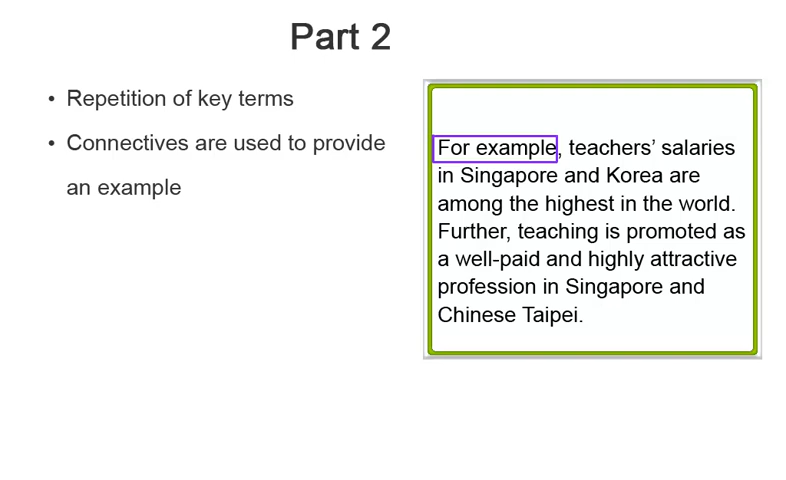 Part 2
• Repetition of key terms
• Connectives are used to provide
an example
For example, teachers’ salaries
in Singapore and Korea are
among the highest in the world.
Further, teaching is promoted as
a well-paid and highly attractive
profession in Singapore and
Chinese Taipei.